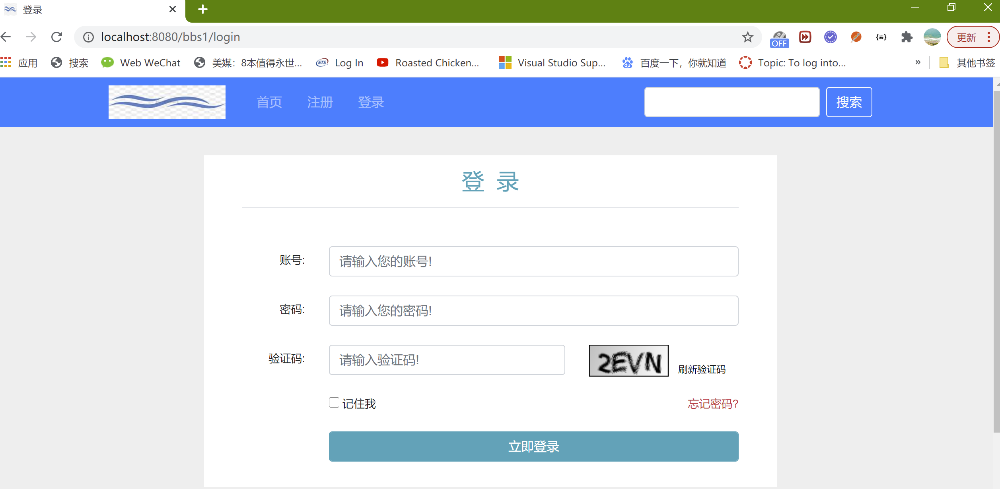 登录
localhost:8080/bbs1/login
OFF
更新
应用 搜索 Web WeChat 美媒：8本值得永世... ETS Log In Roasted Chicken... Visual Studio Sup... du 百度一下，你就知道 Topic: To log into... » 其他书签
首页 注册 登录 搜索
登 录
账号: 请输入您的账号!
密码: 请输入您的密码!
验证码: 请输入验证码! 2EVN 刷新验证码
记住我 忘记密码?
立即登录